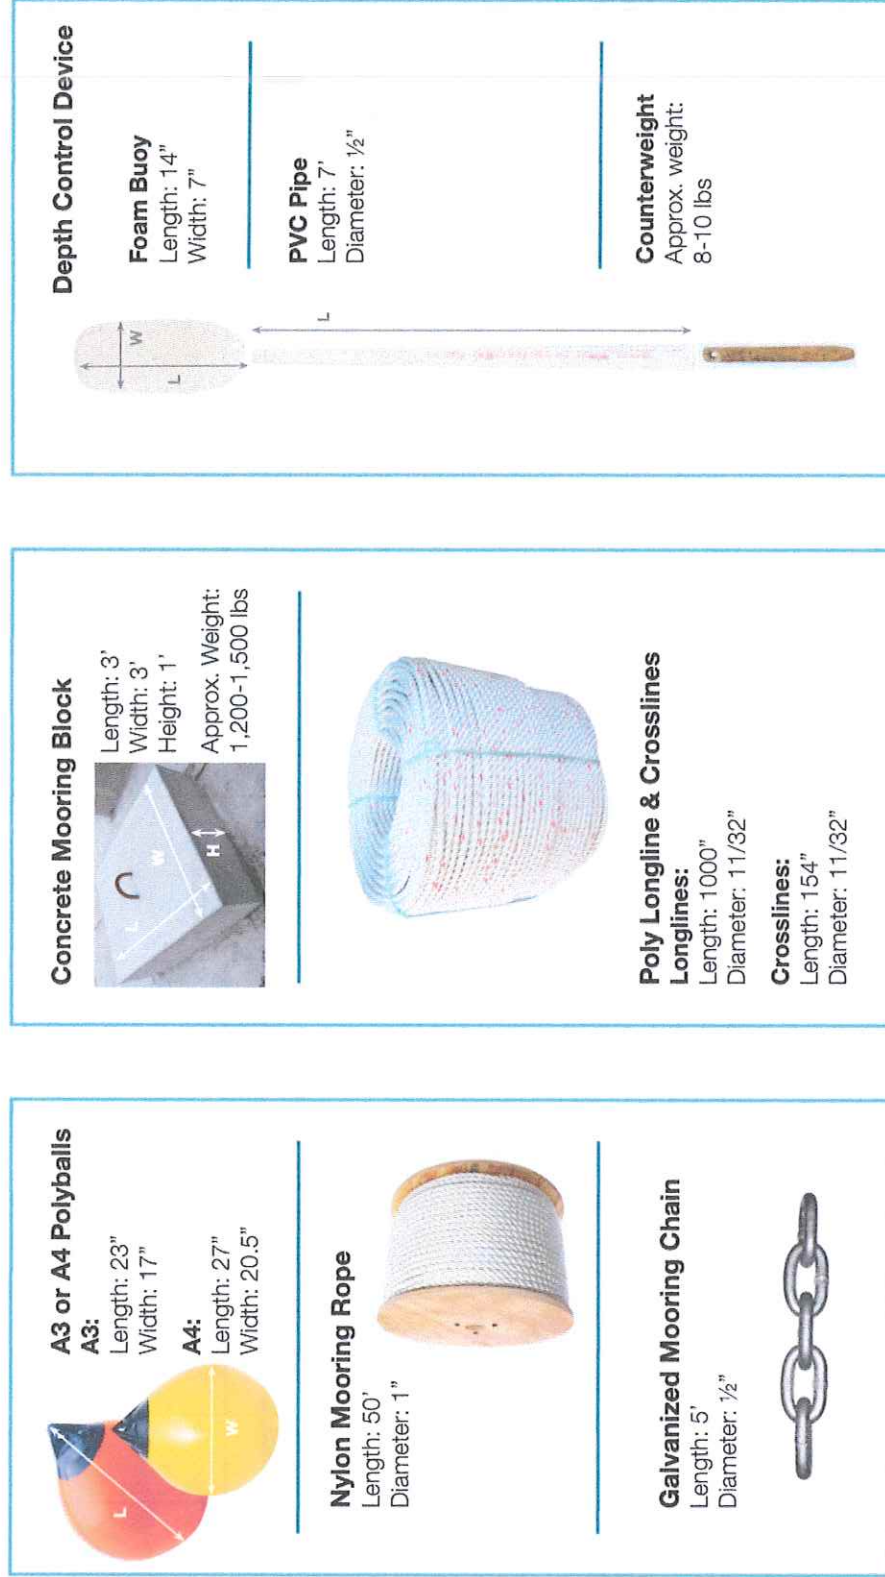 A3 or A4 Polyballs
A3:
Length: 23"
Width: 17"
A4:
Length: 27"
Width: 20.5"
L
W
Nylon Mooring Rope
Length: 50'
Diameter: 1"
Galvanized Mooring Chain
Length: 5'
Diameter: ½"
Concrete Mooring Block
Length: 3'
Width: 3'
Height: 1'
Approx. Weight:
1,200-1,500 lbs
L
W
H
Poly Longline & Crosslines
Longlines:
Length: 1000"
Diameter: 11/32"
Crosslines:
Length: 154"
Diameter: 11/32"
Depth Control Device
Foam Buoy
Length: 14"
Width: 7"
L
W
PVC Pipe
Length: 7'
Diameter: ½"
L
Counterweight
Approx. weight:
8-10 lbs